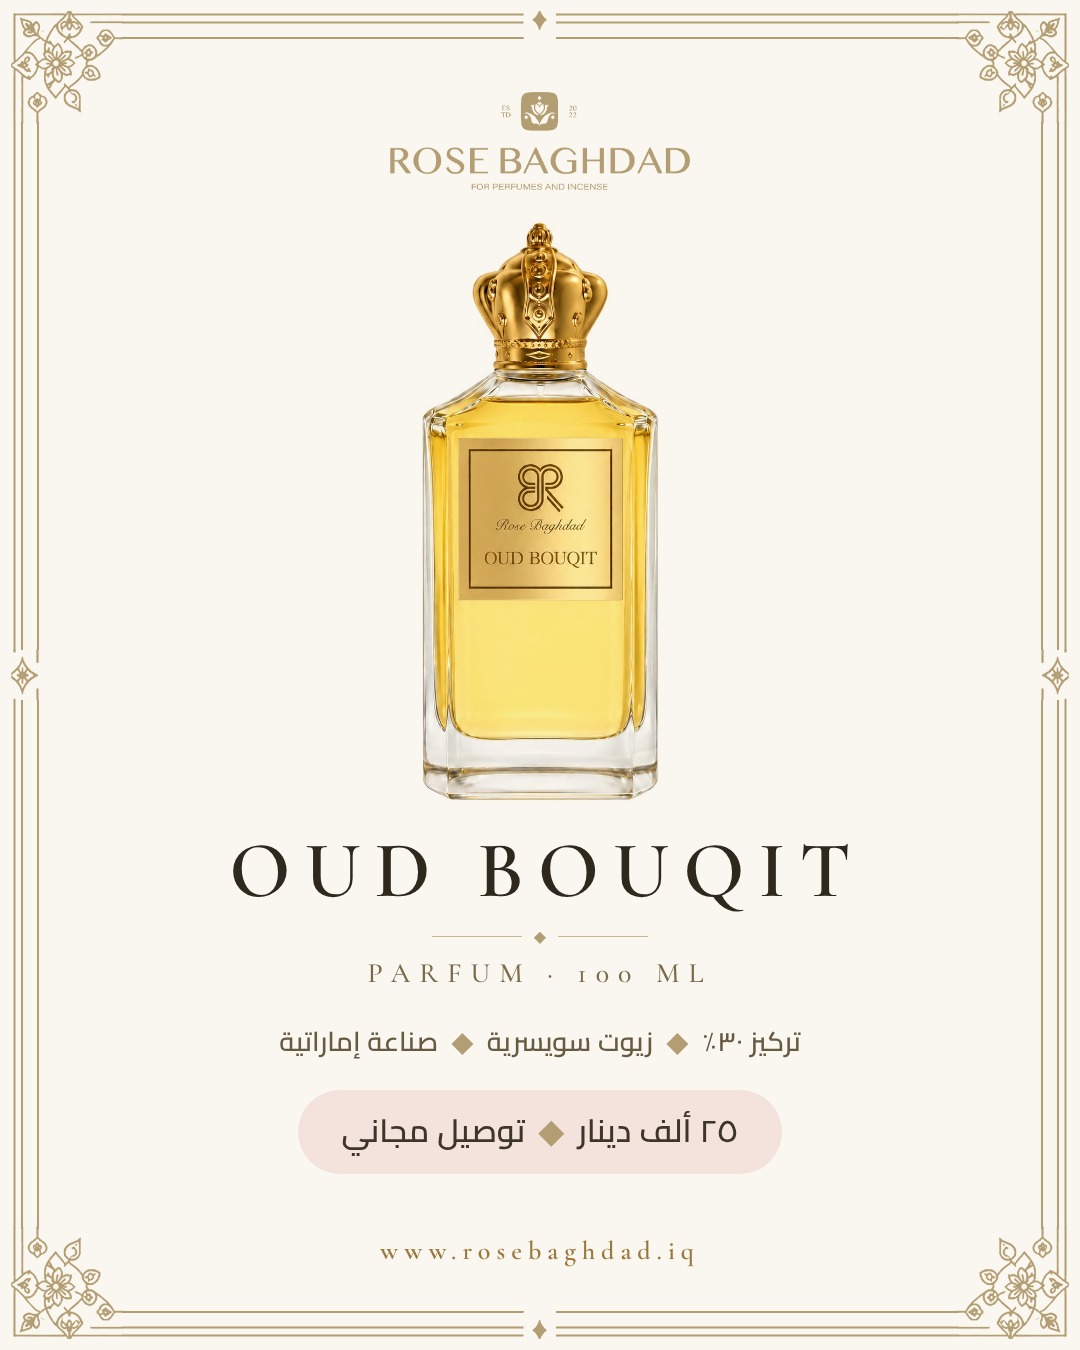 ES
TD
20
22
ROSE BAGHDAD
FOR PERFUMES AND INCENSE
Rose Baghdad
OUD BOUQIT
OUD BOUQIT
PARFUM · 100 ML
تركيز ٣٠٪ ◆ زيوت سويسرية ◆ صناعة إماراتية
٢٥ ألف دينار ◆ توصيل مجاني
www.rosebaghdad.iq